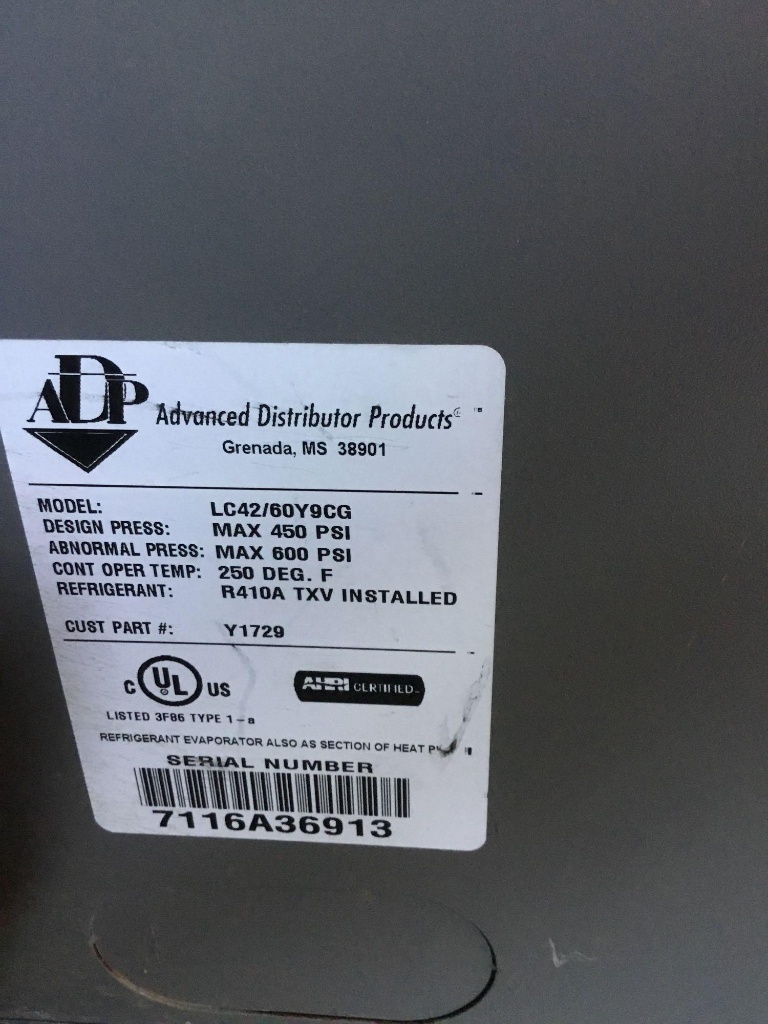 ADP Advanced Distributor Products®
Grenada, MS 38901
MODEL: LC42/60Y9CG
DESIGN PRESS: MAX 450 PSI
ABNORMAL PRESS: MAX 600 PSI
CONT OPER TEMP: 250 DEG. F
REFRIGERANT: R410A TXV INSTALLED
CUST PART #: Y1729
C UL US AHRI CERTIFIED
LISTED 3F86 TYPE 1-a
REFRIGERANT EVAPORATOR ALSO AS SECTION OF HEAT
SERIAL NUMBER
7116A36913